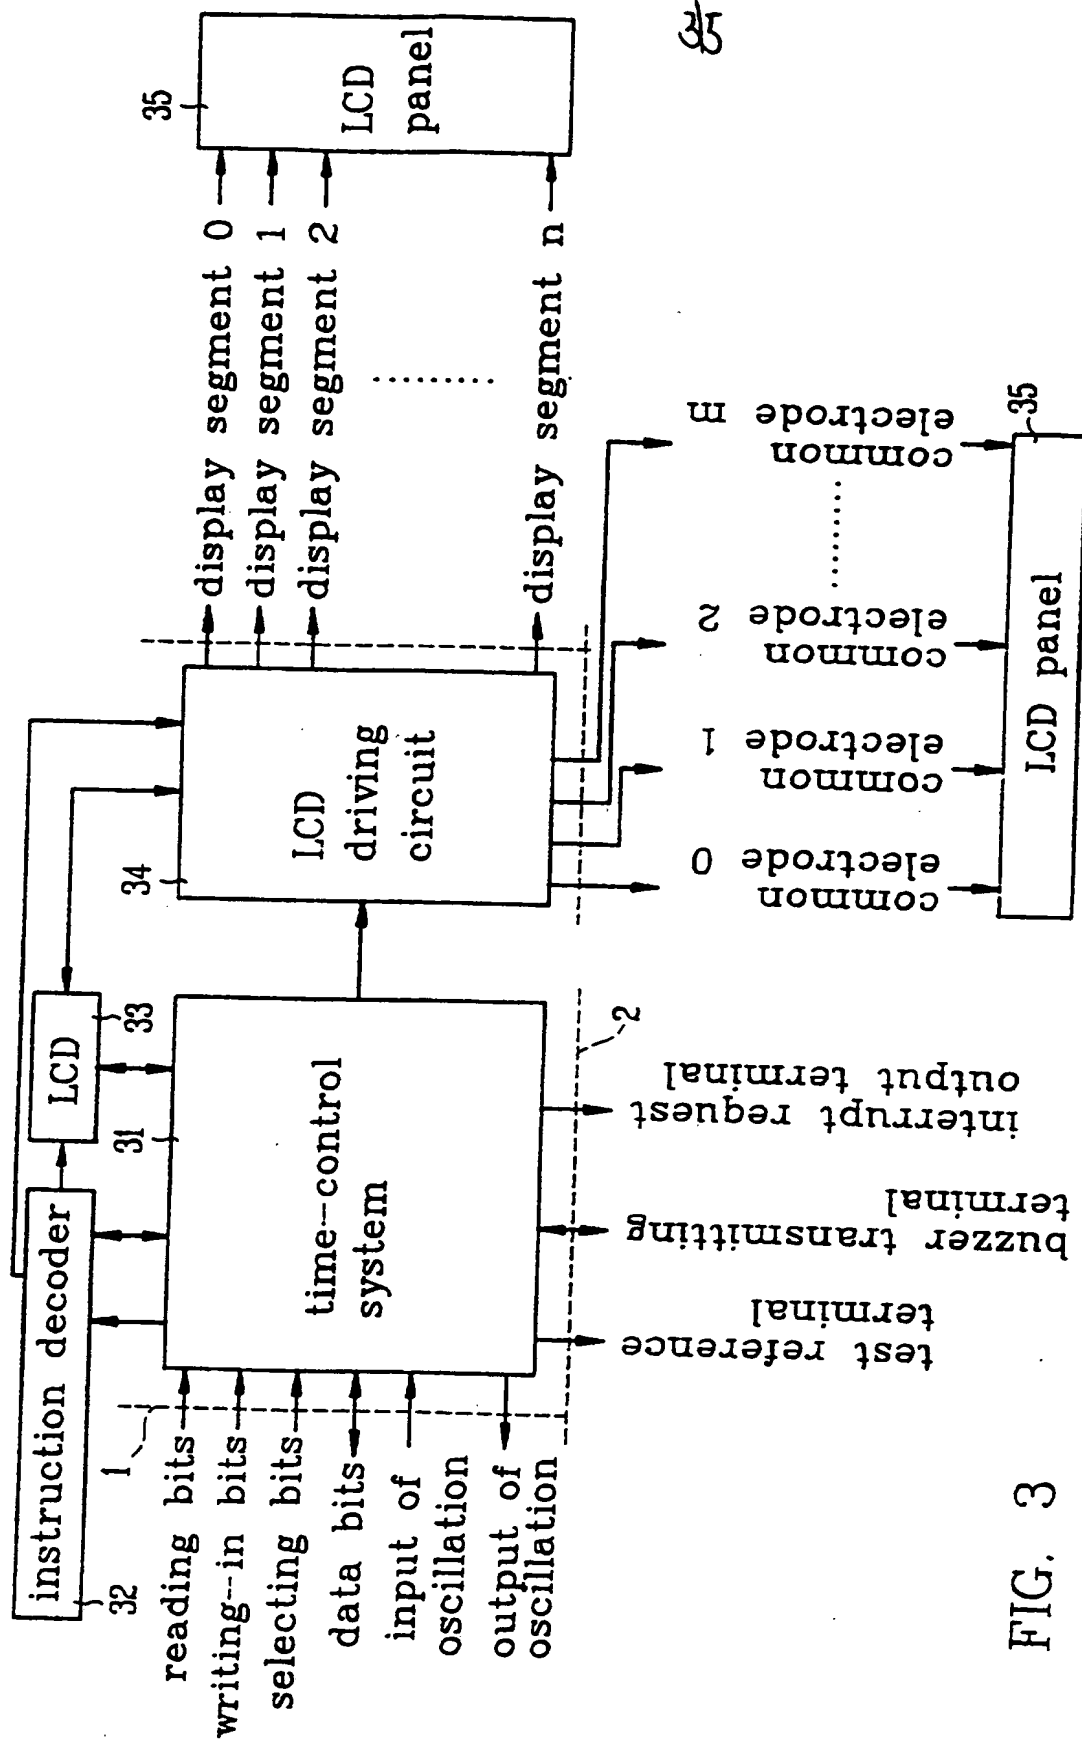 3/5
instruction decoder
32
LCD
33
reading bits
writing-in bits
selecting bits
data bits
input of
oscillation
output of
oscillation
1
31
time-control
system
2
34
LCD
driving
circuit
display segment 0
display segment 1
display segment 2
.........
display segment n
35
LCD
panel
test reference
terminal
buzzer transmitting
terminal
interrupt request
output terminal
common
electrode 0
common
electrode 1
common
electrode 2
.........
common
electrode m
35
LCD panel
FIG. 3